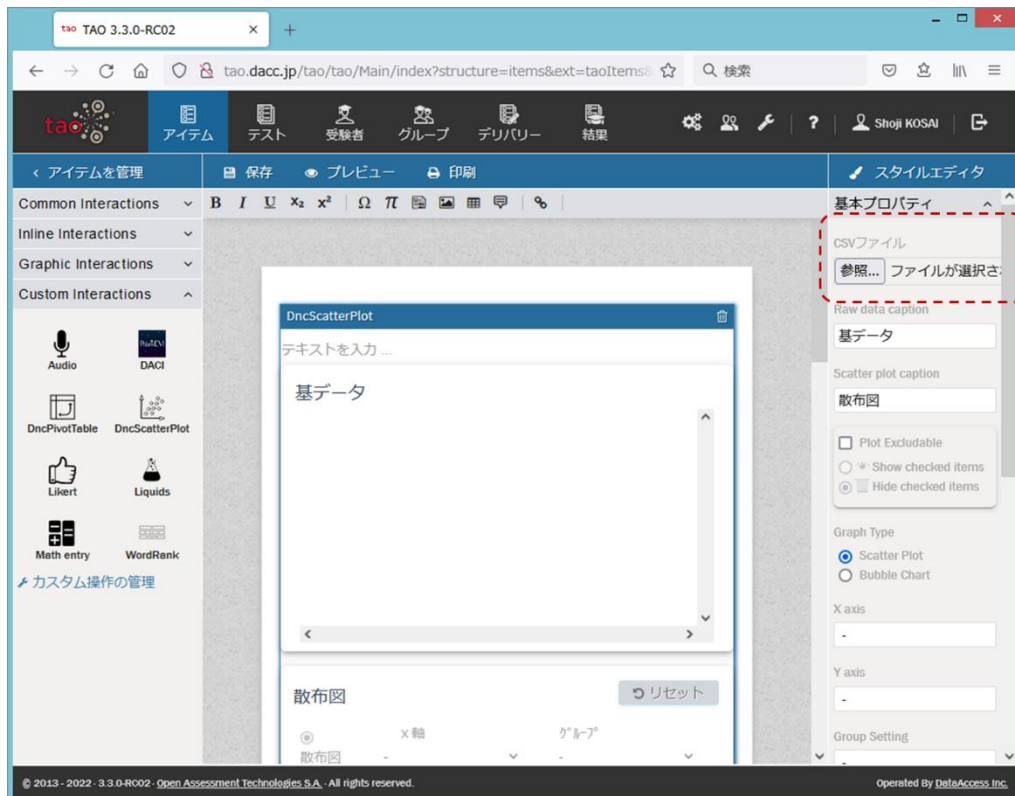 tao TAO 3.3.0-RC02
tao.dacc.jp/tao/tao/Main/index?structure=items&ext=taoItems&
検索
tao
アイテム
テスト
受験者
グループ
デリバリー
結果
?
Shoji KOSAI
アイテムを管理
保存
プレビュー
印刷
スタイルエディタ
Common Interactions
B I U X₂ x² Ω π
基本プロパティ
Inline Interactions
Graphic Interactions
Custom Interactions
CSVファイル
参照... ファイルが選択さ
Audio
DACI
DncPivotTable
DncScatterPlot
Likert
Liquids
Math entry
WordRank
カスタム操作の管理
DncScatterPlot
テキストを入力 ...
基データ
散布図
リセット
散布図
X 軸
-
グループ
-
Raw data caption
基データ
Scatter plot caption
散布図
Plot Excludable
Show checked items
Hide checked items
Graph Type
Scatter Plot
Bubble Chart
X axis
-
Y axis
-
Group Setting
-
© 2013 - 2022 · 3.3.0-RC02 · Open Assessment Technologies S.A. · All rights reserved.
Operated By DataAccess Inc.